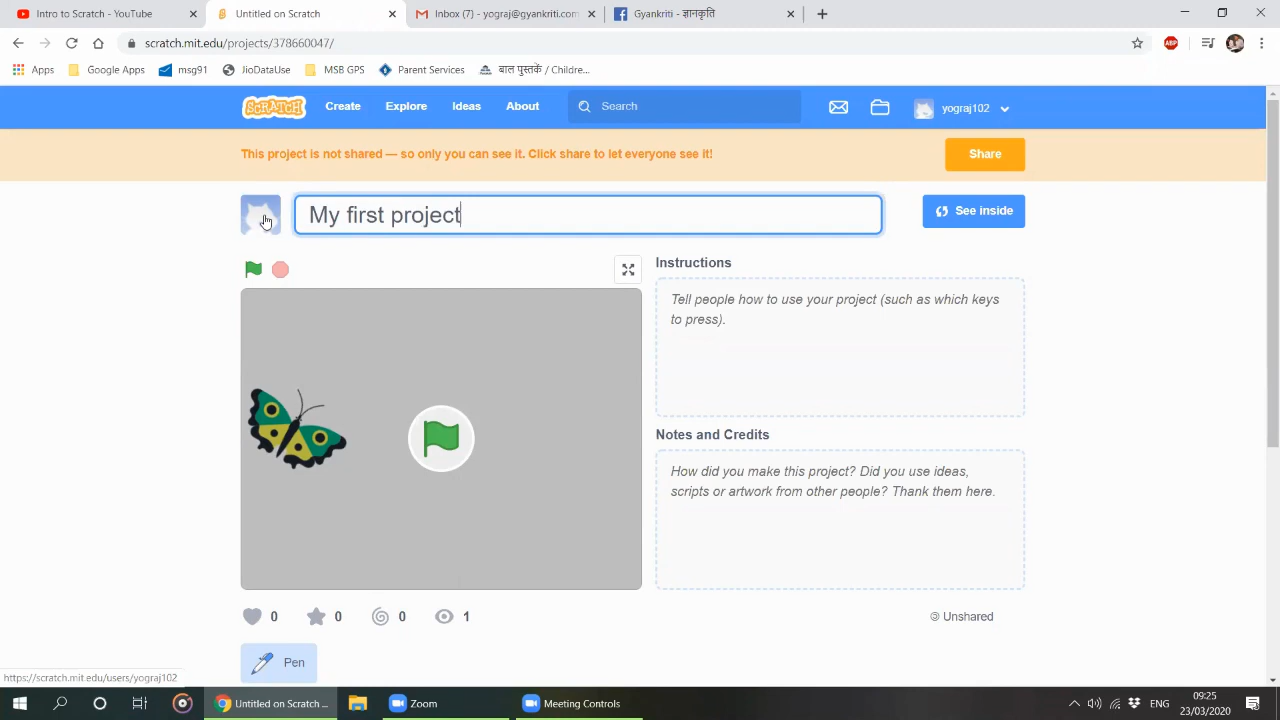 Intro to Scratch - YouTube
Untitled on Scratch
Inbox (7) - yograj@gyankriti.com
Gyankriti - ज्ञानकृति
scratch.mit.edu/projects/378660047/
ABP
Apps
Google Apps
msg91
JioDataUse
MSB GPS
Parent Services
बाल पुस्तकें / Childre...
SCRATCH
Create
Explore
Ideas
About
Search
yograj102
This project is not shared — so only you can see it. Click share to let everyone see it!
Share
My first project
See inside
Instructions
Tell people how to use your project (such as which keys
to press).
Notes and Credits
How did you make this project? Did you use ideas,
scripts or artwork from other people? Thank them here.
0
0
0
1
Unshared
Pen
https://scratch.mit.edu/users/yograj102
Untitled on Scratch ...
Zoom
Meeting Controls
ENG
09:25
23/03/2020